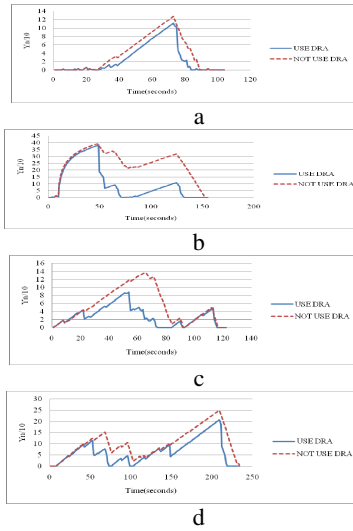 14
12
10
8
6
4
2
0
Yn/10
0 20 40 60 80 100 120
Time(seconds)
USE DRA
NOT USE DRA
a
45
40
35
30
25
20
15
10
5
0
Yn/10
0 50 100 150 200
Time(seconds)
USE DRA
NOT USE DRA
b
16
14
12
10
8
6
4
2
0
Yn/10
0 20 40 60 80 100 120 140
Time(seconds)
USE DRA
NOT USE DRA
c
30
25
20
15
10
5
0
Yn/10
0 50 100 150 200 250
Time(seconds)
USE DRA
NOT USE DRA
d